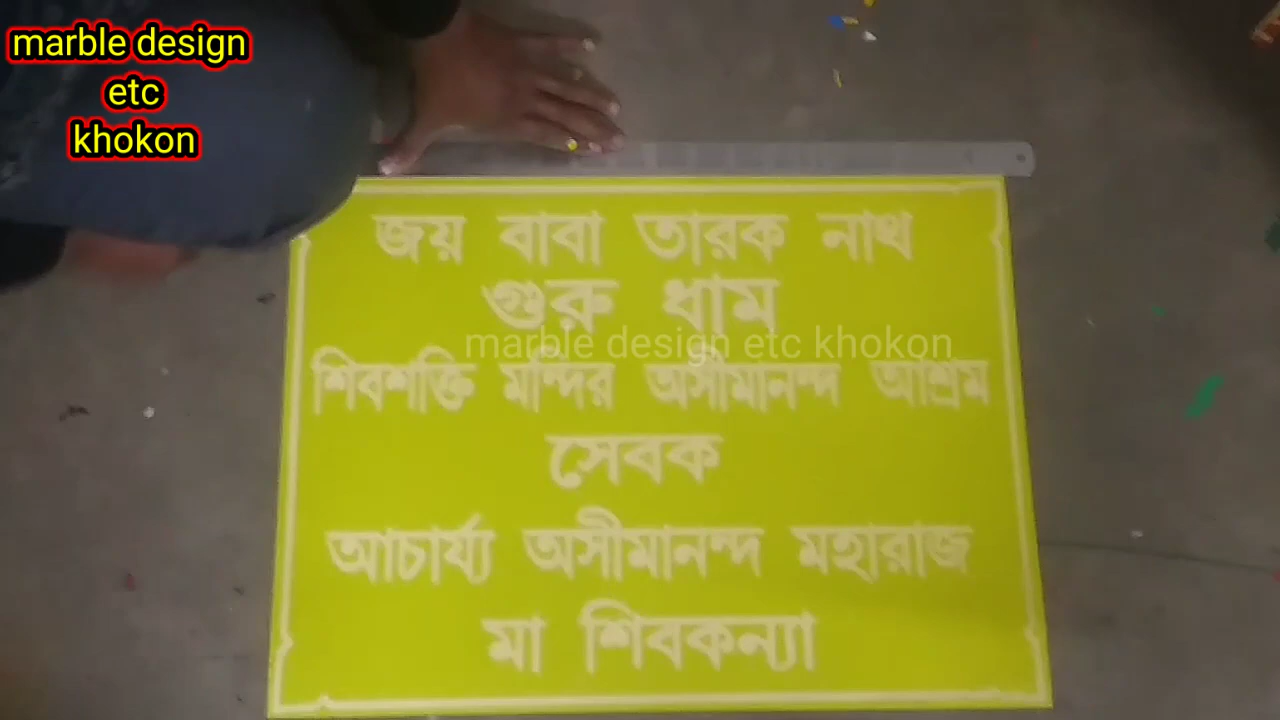 marble design
etc
khokon
জয় বাবা তারক নাথ
গুরু ধাম
marble design etc khokon
শিবশক্তি মন্দির অসীমানন্দ আশ্রম
সেবক
আচার্য্য অসীমানন্দ মহারাজ
মা শিবকন্যা